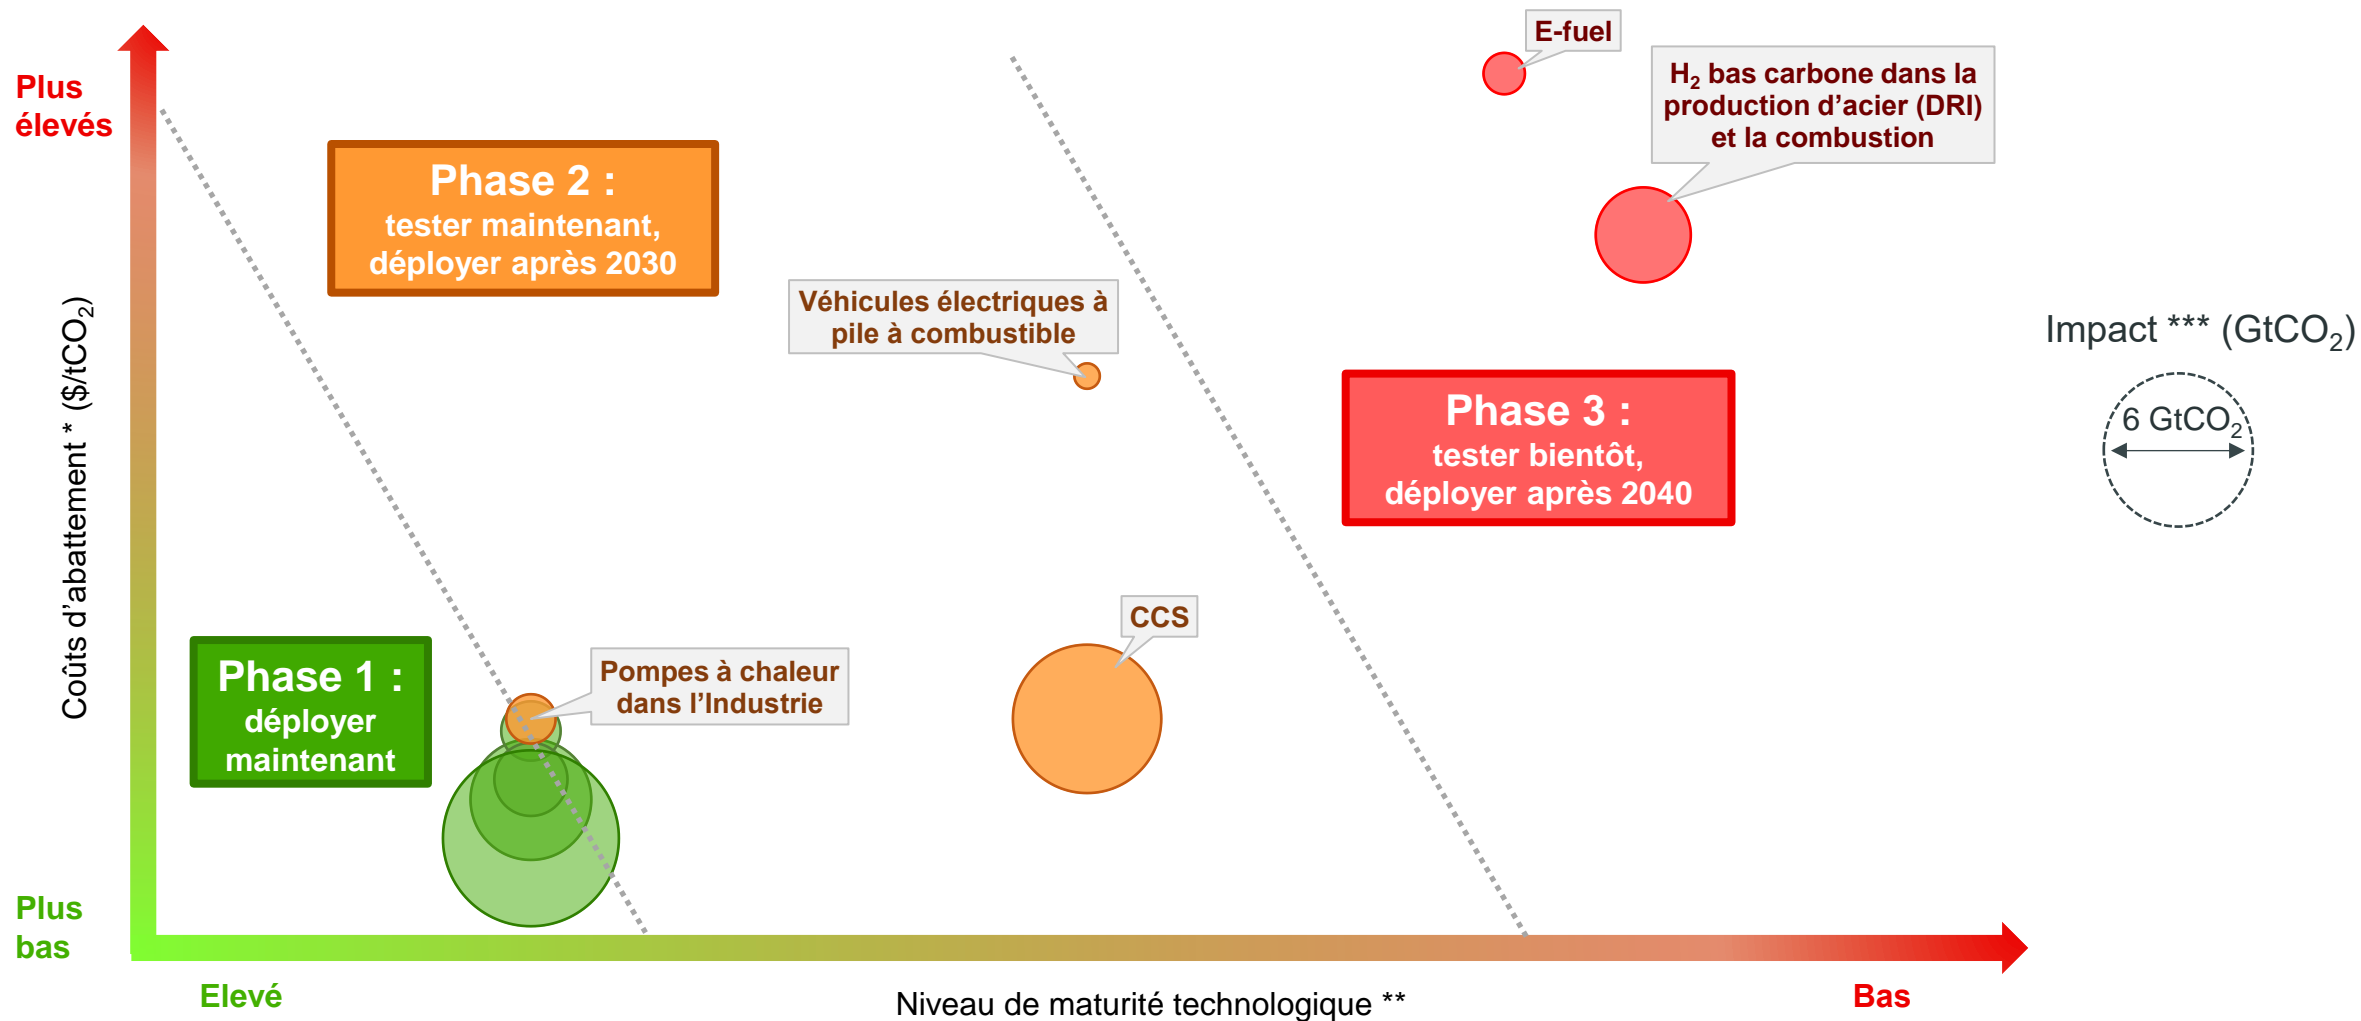 Plus
élevés
E-fuel
H₂ bas carbone dans la
production d’acier (DRI)
et la combustion
Phase 2 :
tester maintenant,
déployer après 2030
Véhicules électriques à
pile à combustible
Impact *** (GtCO₂)
6 GtCO₂
Phase 3 :
tester bientôt,
déployer après 2040
Coûts d’abattement * ($/tCO₂)
CCS
Phase 1 :
déployer
maintenant
Pompes à chaleur
dans l’Industrie
Plus
bas
Elevé
Niveau de maturité technologique **
Bas